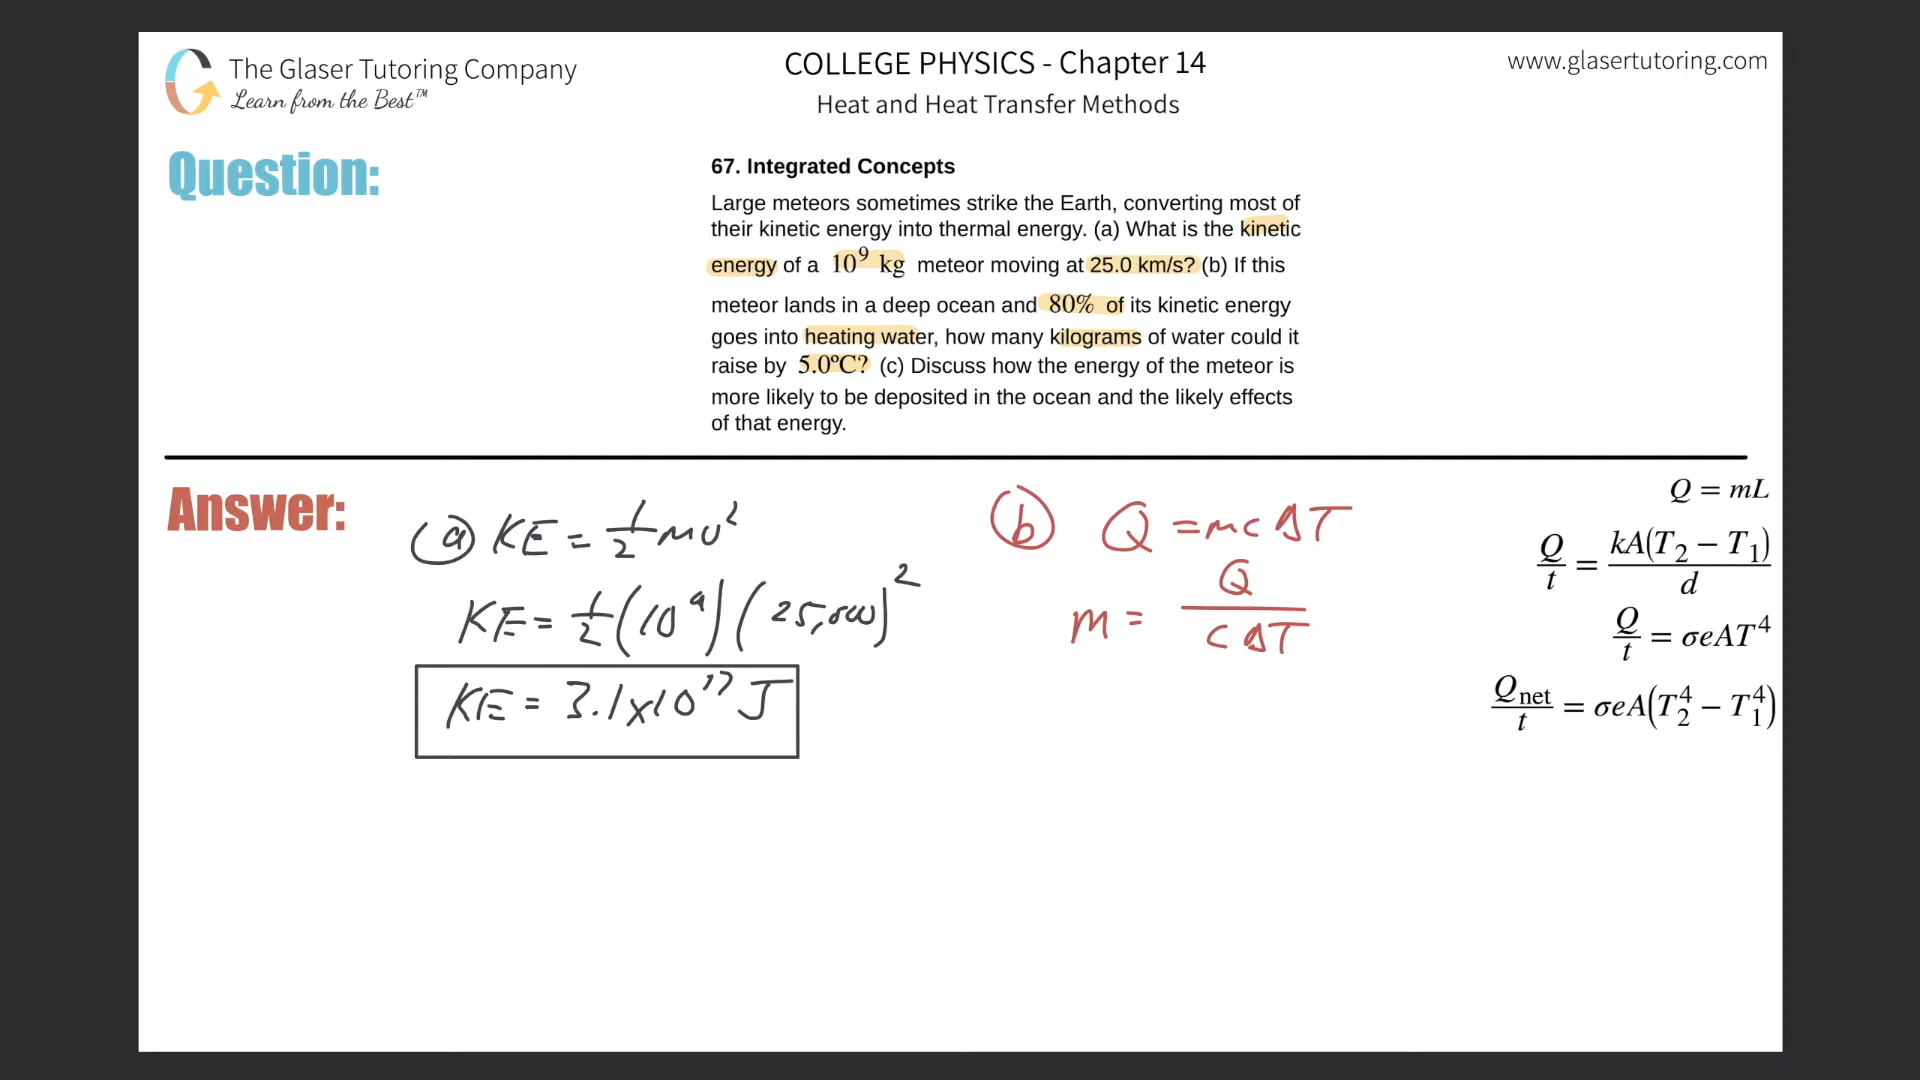 The Glaser Tutoring Company
Learn from the Best™
COLLEGE PHYSICS - Chapter 14
Heat and Heat Transfer Methods
www.glasertutoring.com
Question:
67. Integrated Concepts
Large meteors sometimes strike the Earth, converting most of
their kinetic energy into thermal energy. (a) What is the kinetic
energy of a 10⁹ kg meteor moving at 25.0 km/s? (b) If this
meteor lands in a deep ocean and 80% of its kinetic energy
goes into heating water, how many kilograms of water could it
raise by 5.0ºC? (c) Discuss how the energy of the meteor is
more likely to be deposited in the ocean and the likely effects
of that energy.
Answer:
(a) KE = 1/2 mv²
KE = 1/2 (10⁹) (25,000)²
KE = 3.1x10¹⁷ J
(b) Q = mcΔT
m = Q / cΔT
Q = mL
Q/t = kA(T₂ − T₁)/d
Q/t = σeAT⁴
Qnet/t = σeA(T₂⁴ − T₁⁴)